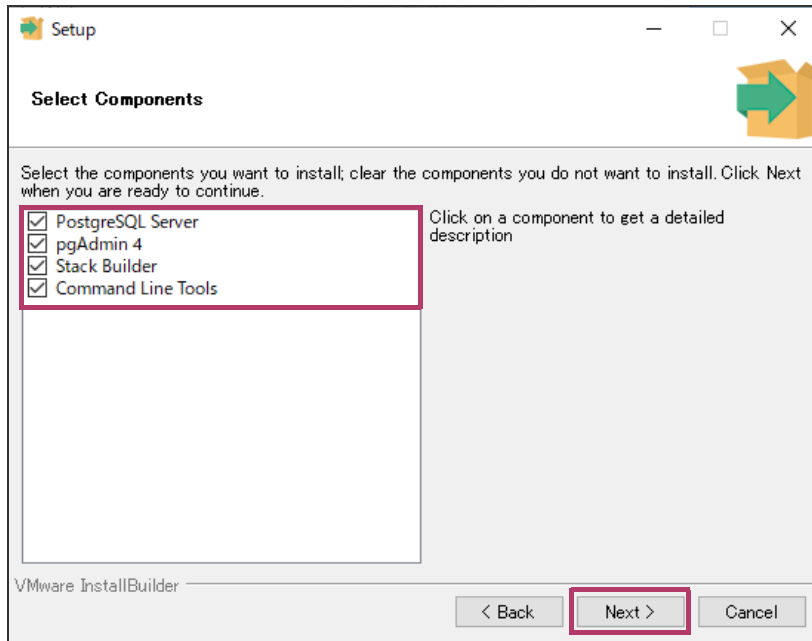 Setup
Select Components
Select the components you want to install; clear the components you do not want to install. Click Next
when you are ready to continue.
PostgreSQL Server
pgAdmin 4
Stack Builder
Command Line Tools
Click on a component to get a detailed
description
VMware InstallBuilder
< Back
Next >
Cancel